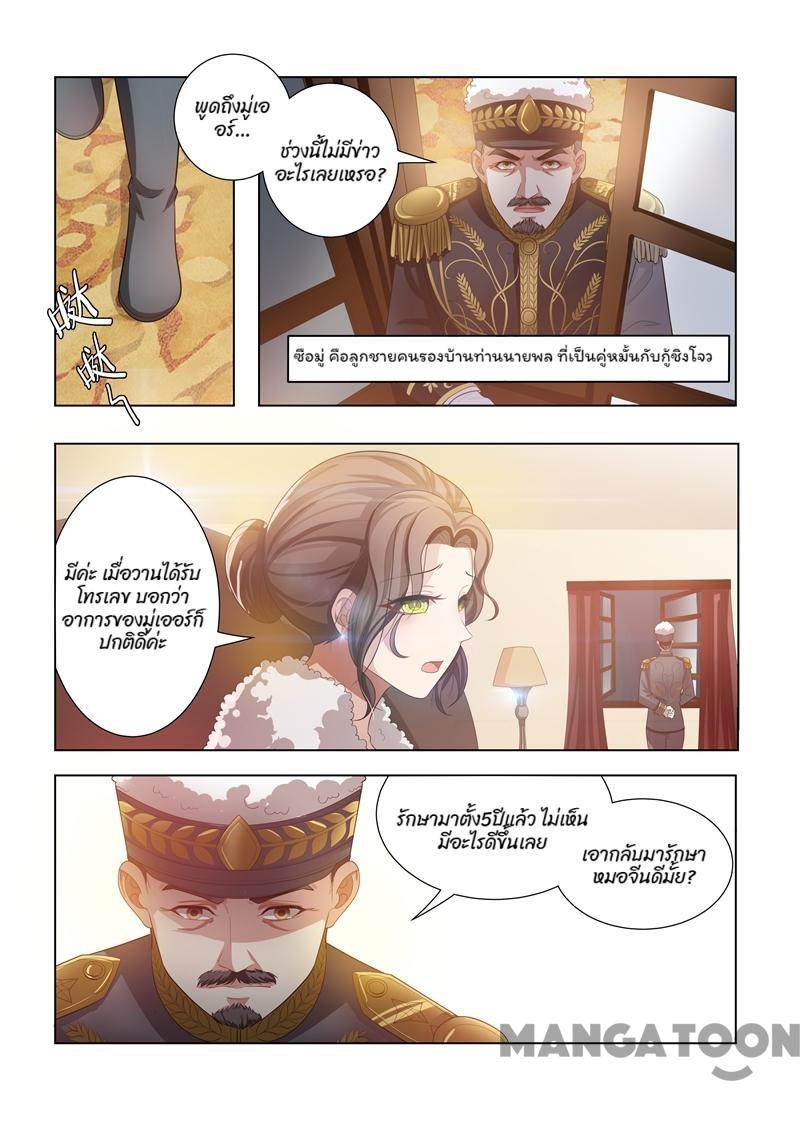 พูดถึงมู่เอ
อร์...
ช่วงนี้ไม่มีข่าว
อะไรเลยเหรอ?
ซือมู่ คือลูกชายคนรองบ้านท่านนายพล ที่เป็นคู่หมั้นกับกู้ชิงโจว
มีค่ะ เมื่อวานได้รับ
โทรเลข บอกว่า
อาการของมู่เออร์ก็
ปกติดีค่ะ
รักษามาตั้ง5ปีแล้ว ไม่เห็น
มีอะไรดีขึ้นเลย
เอากลับมารักษา
หมอจีนดีมั้ย?
MANGATOON